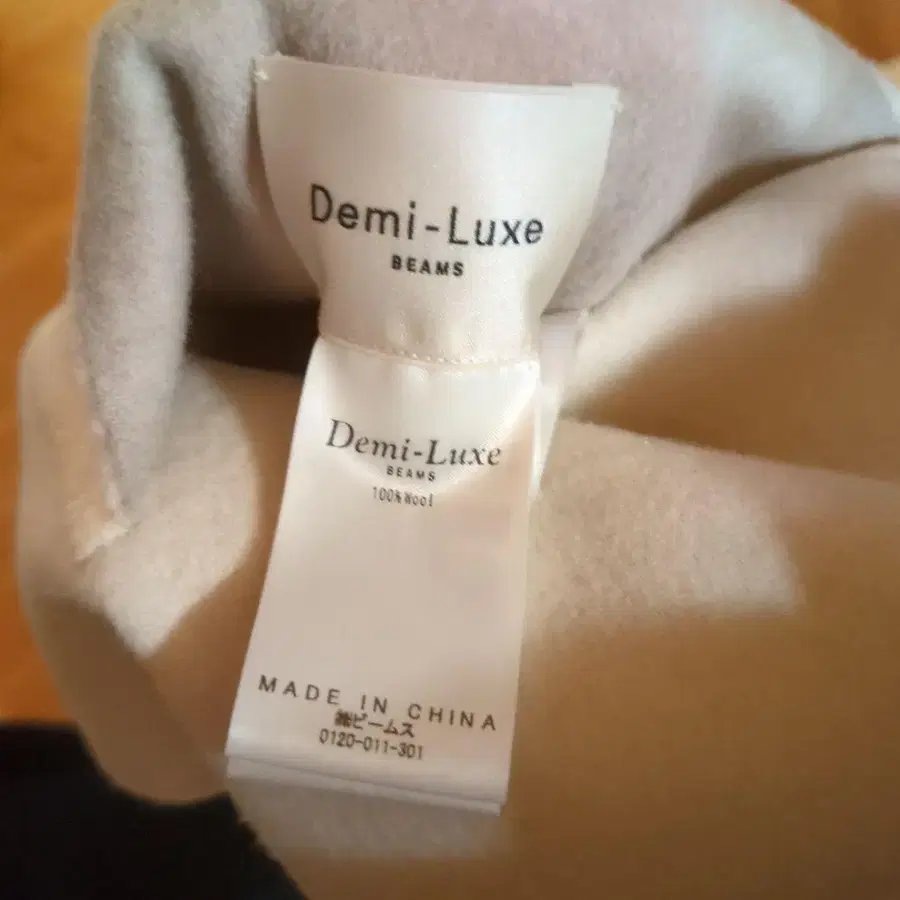 Demi-Luxe
BEAMS
Demi-Luxe
BEAMS
100% Wool
MADE IN CHINA
㈱ビームス
0120-011-301